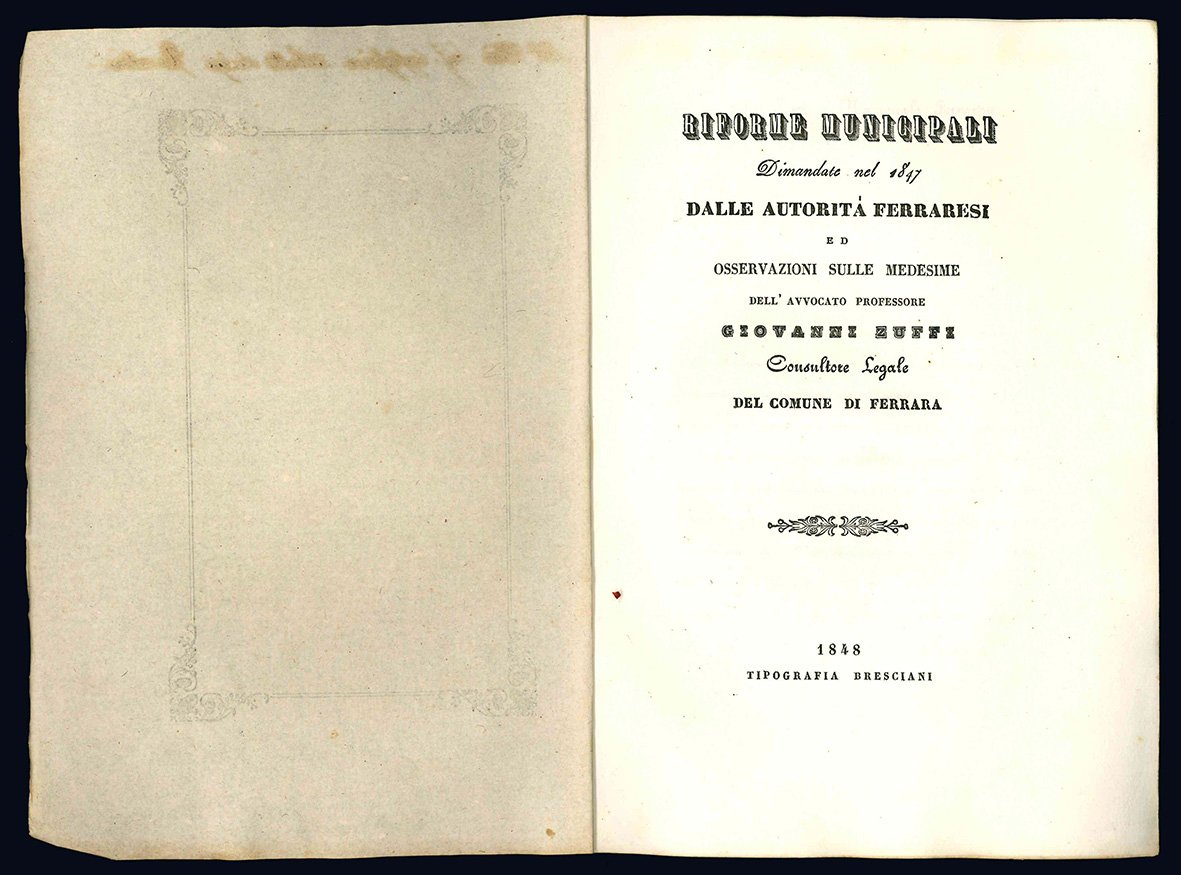 RIFORME MUNICIPALI
Dimandate nel 1847
DALLE AUTORITÁ FERRARESI
ED
OSSERVAZIONI SULLE MEDESIME
DELL' AVVOCATO PROFESSORE
GIOVANNI ZUFFI
Consultore Legale
DEL COMUNE DI FERRARA
1848
TIPOGRAFIA BRESCIANI